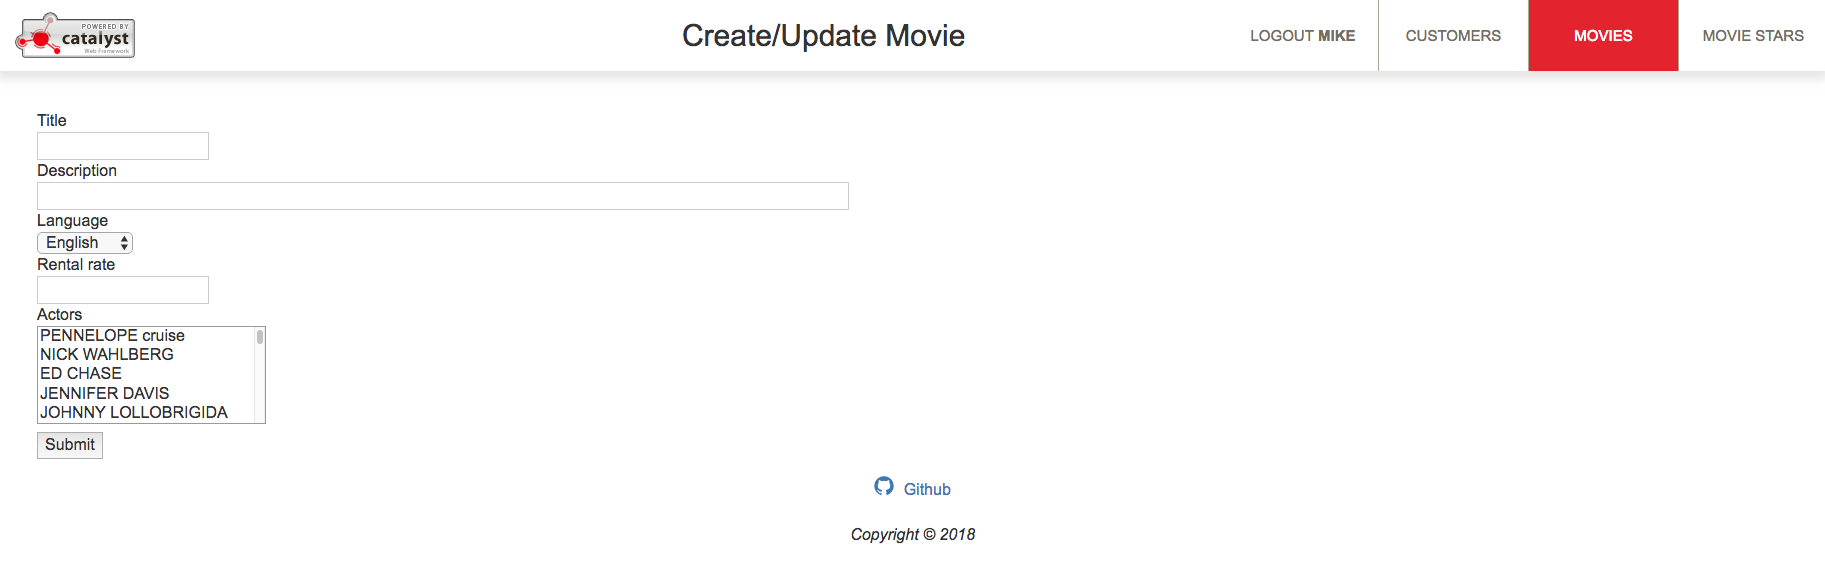 POWERED BY
catalyst
Web Framework
Create/Update Movie
LOGOUT MIKE
CUSTOMERS
MOVIES
MOVIE STARS
Title
Description
Language
English
Rental rate
Actors
PENNELOPE cruise
NICK WAHLBERG
ED CHASE
JENNIFER DAVIS
JOHNNY LOLLOBRIGIDA
Submit
Github
Copyright © 2018